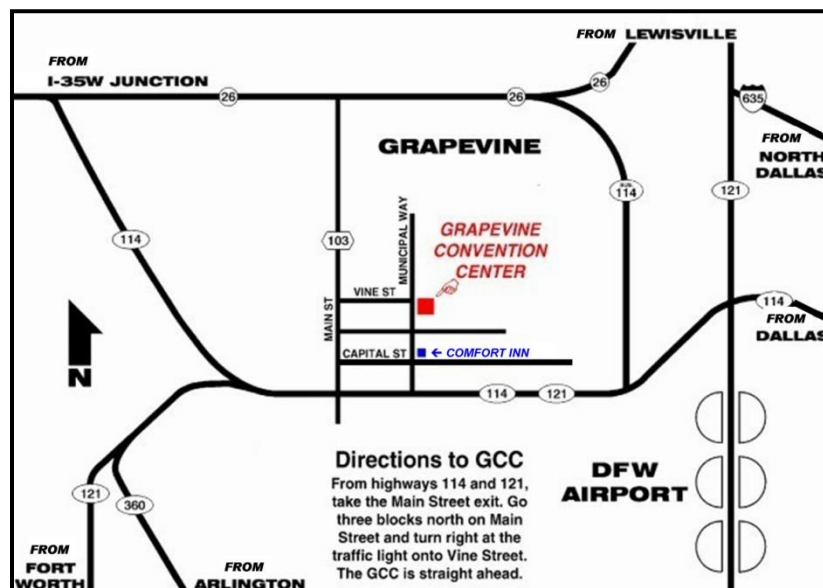 FROM
I-35W JUNCTION
FROM LEWISVILLE
26
26
26
635
FROM
NORTH
DALLAS
GRAPEVINE
BUS.
114
121
114
103
MUNICIPAL WAY
GRAPEVINE
CONVENTION
CENTER
VINE ST
MAIN ST
114
FROM
DALLAS
CAPITAL ST
← COMFORT INN
N
114
121
Directions to GCC
From highways 114 and 121,
take the Main Street exit. Go
three blocks north on Main
Street and turn right at the
traffic light onto Vine Street.
The GCC is straight ahead.
DFW
AIRPORT
121
360
FROM
FORT
WORTH
FROM
ARLINGTON